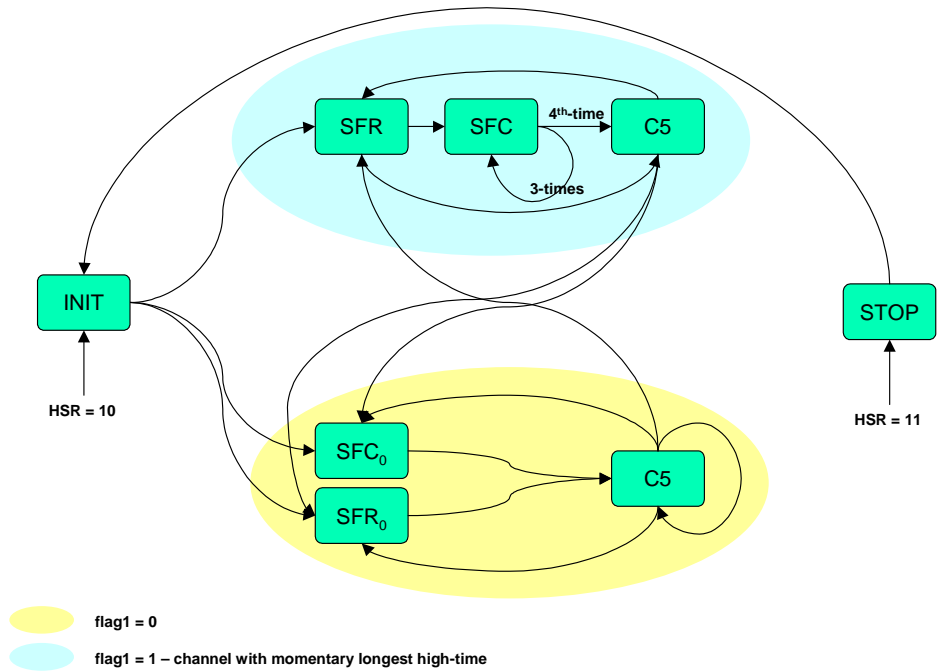 SFR
SFC
4th-time
C5
3-times
INIT
STOP
HSR = 10
HSR = 11
SFC0
C5
SFR0
flag1 = 0
flag1 = 1 – channel with momentary longest high-time